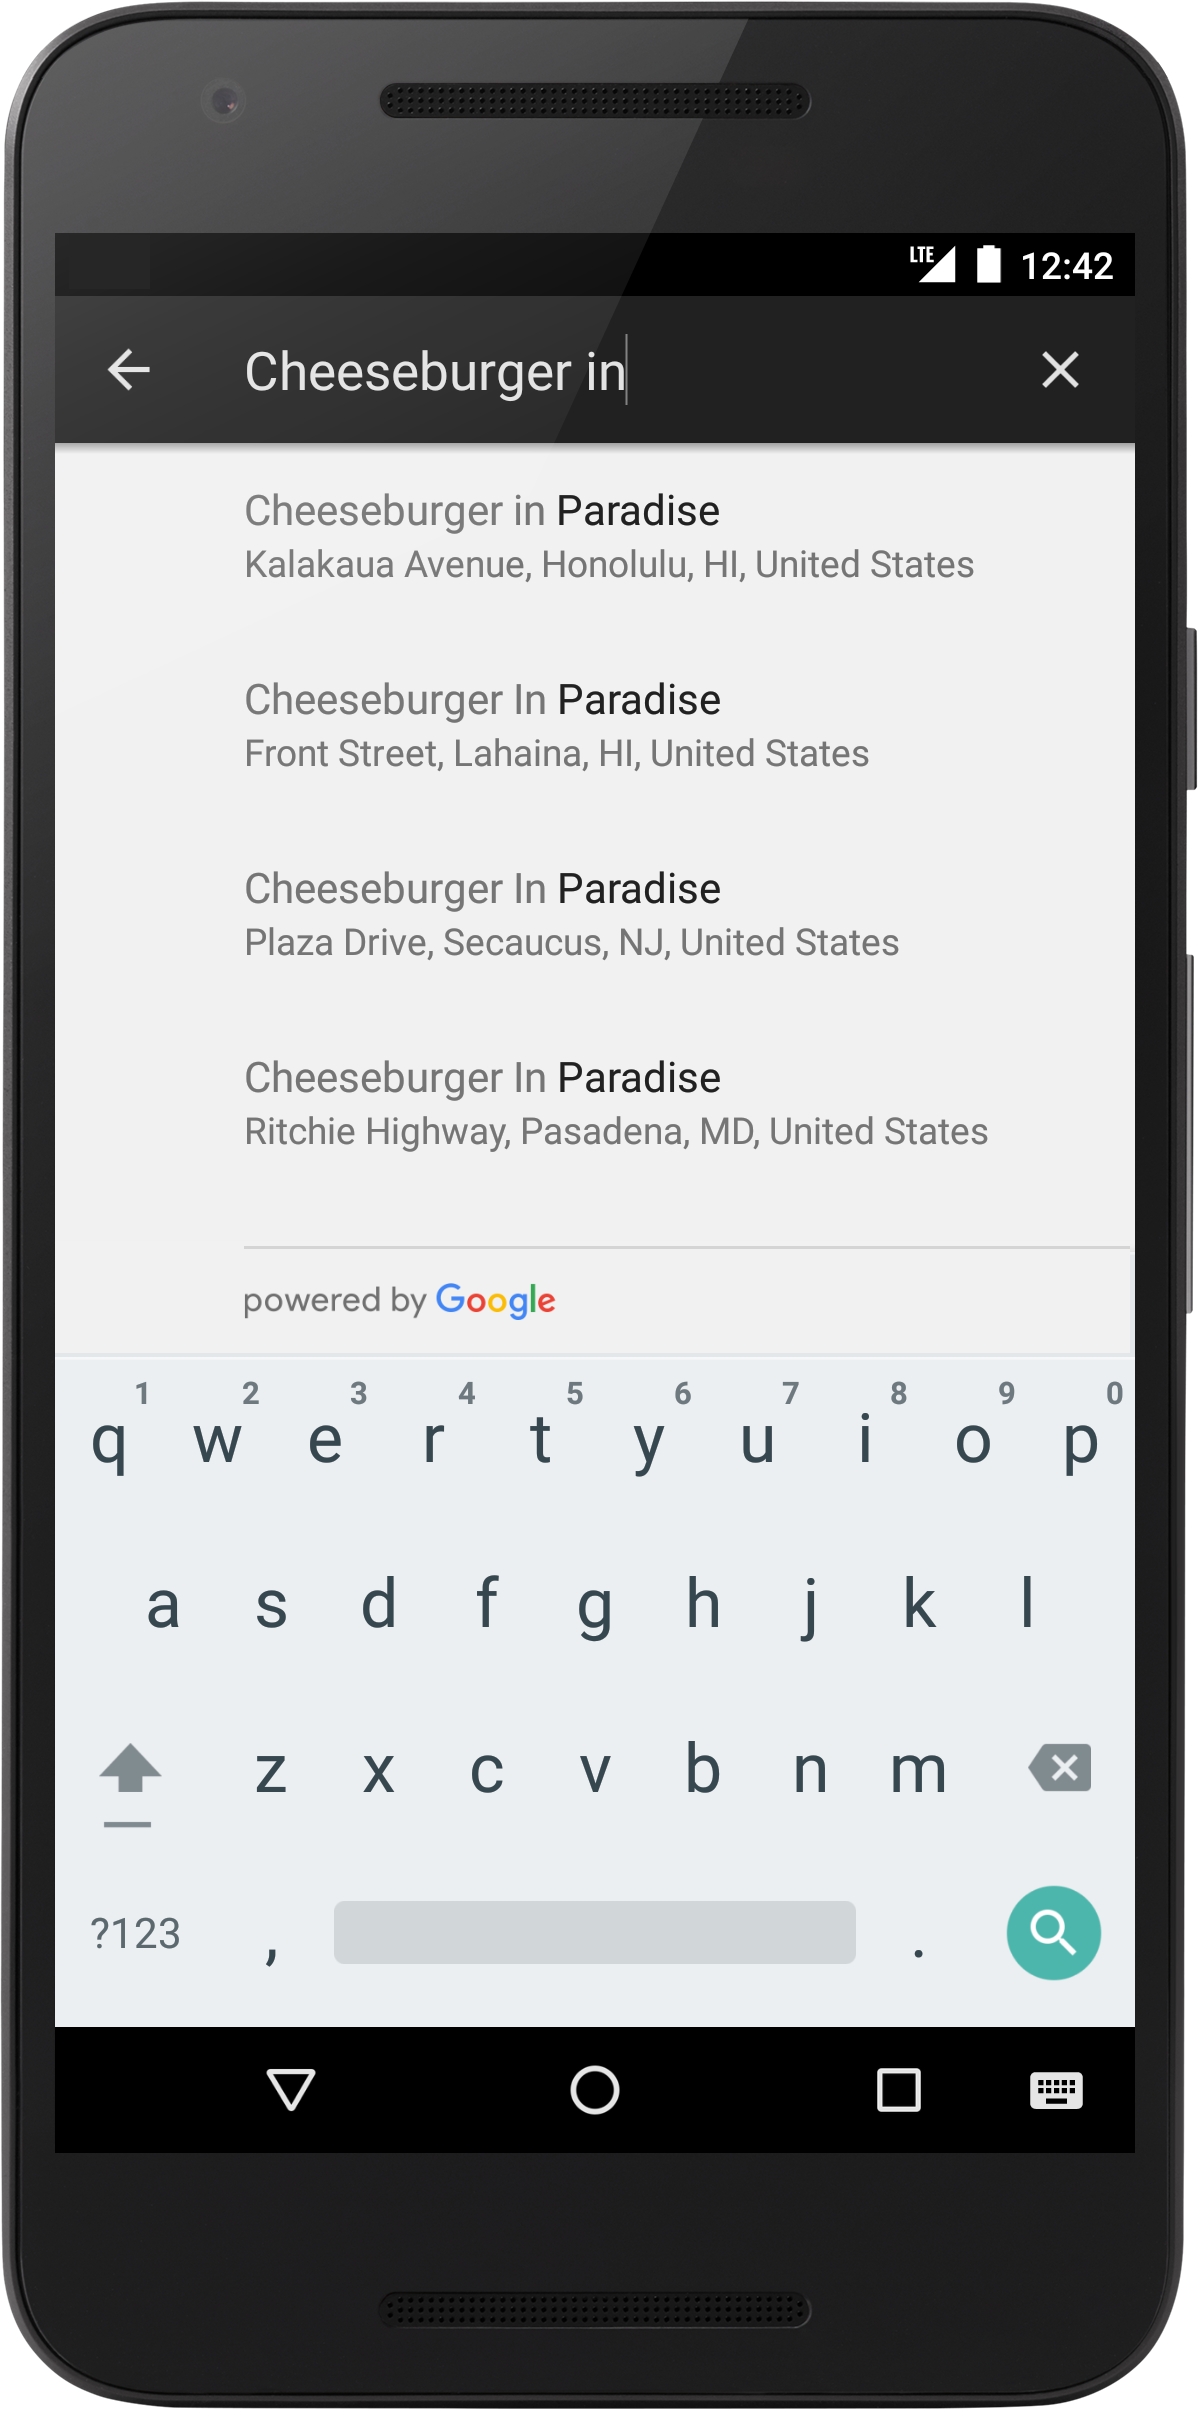 LTE 12:42
Cheeseburger in
Cheeseburger in Paradise
Kalakaua Avenue, Honolulu, HI, United States
Cheeseburger In Paradise
Front Street, Lahaina, HI, United States
Cheeseburger In Paradise
Plaza Drive, Secaucus, NJ, United States
Cheeseburger In Paradise
Ritchie Highway, Pasadena, MD, United States
powered by Google
1 2 3 4 5 6 7 8 9 0
q w e r t y u i o p
a s d f g h j k l
z x c v b n m
?123 , .